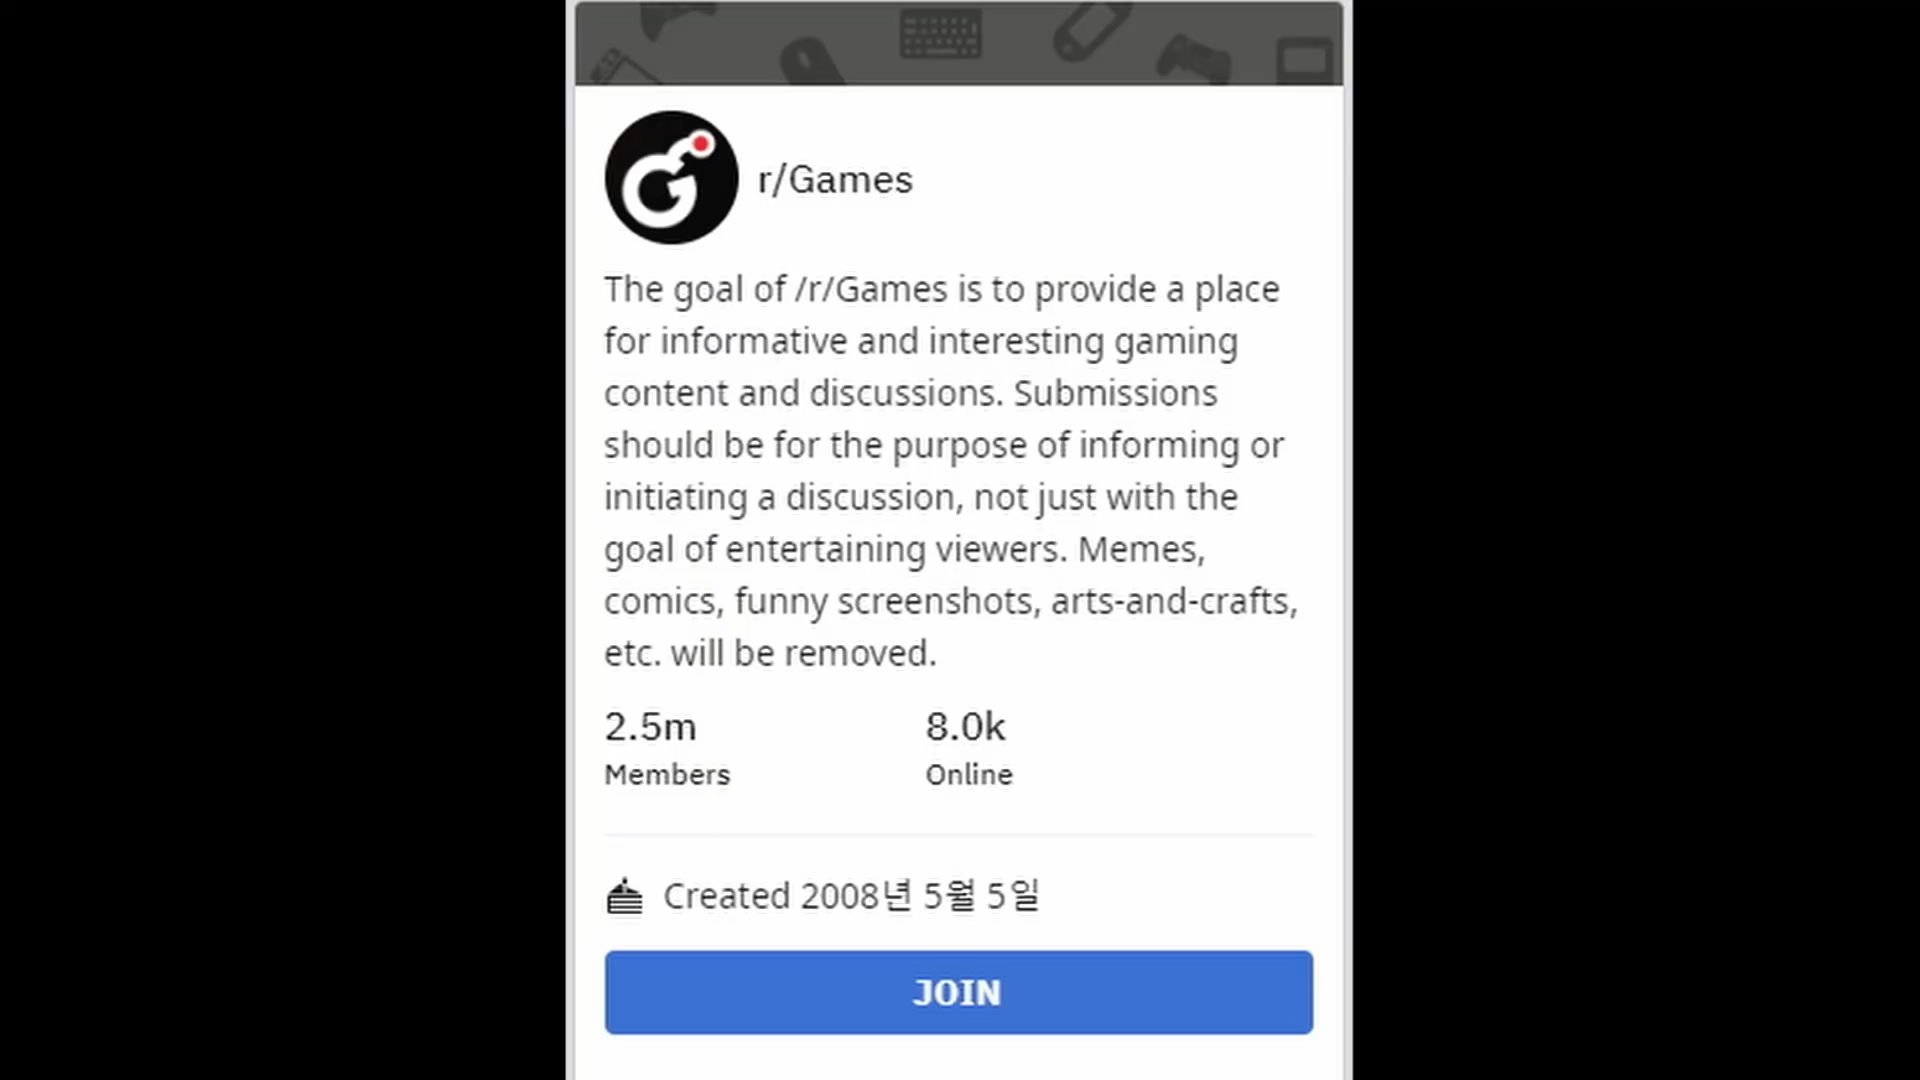 r/Games
The goal of /r/Games is to provide a place
for informative and interesting gaming
content and discussions. Submissions
should be for the purpose of informing or
initiating a discussion, not just with the
goal of entertaining viewers. Memes,
comics, funny screenshots, arts-and-crafts,
etc. will be removed.
2.5m 8.0k
Members Online
Created 2008년 5월 5일
JOIN